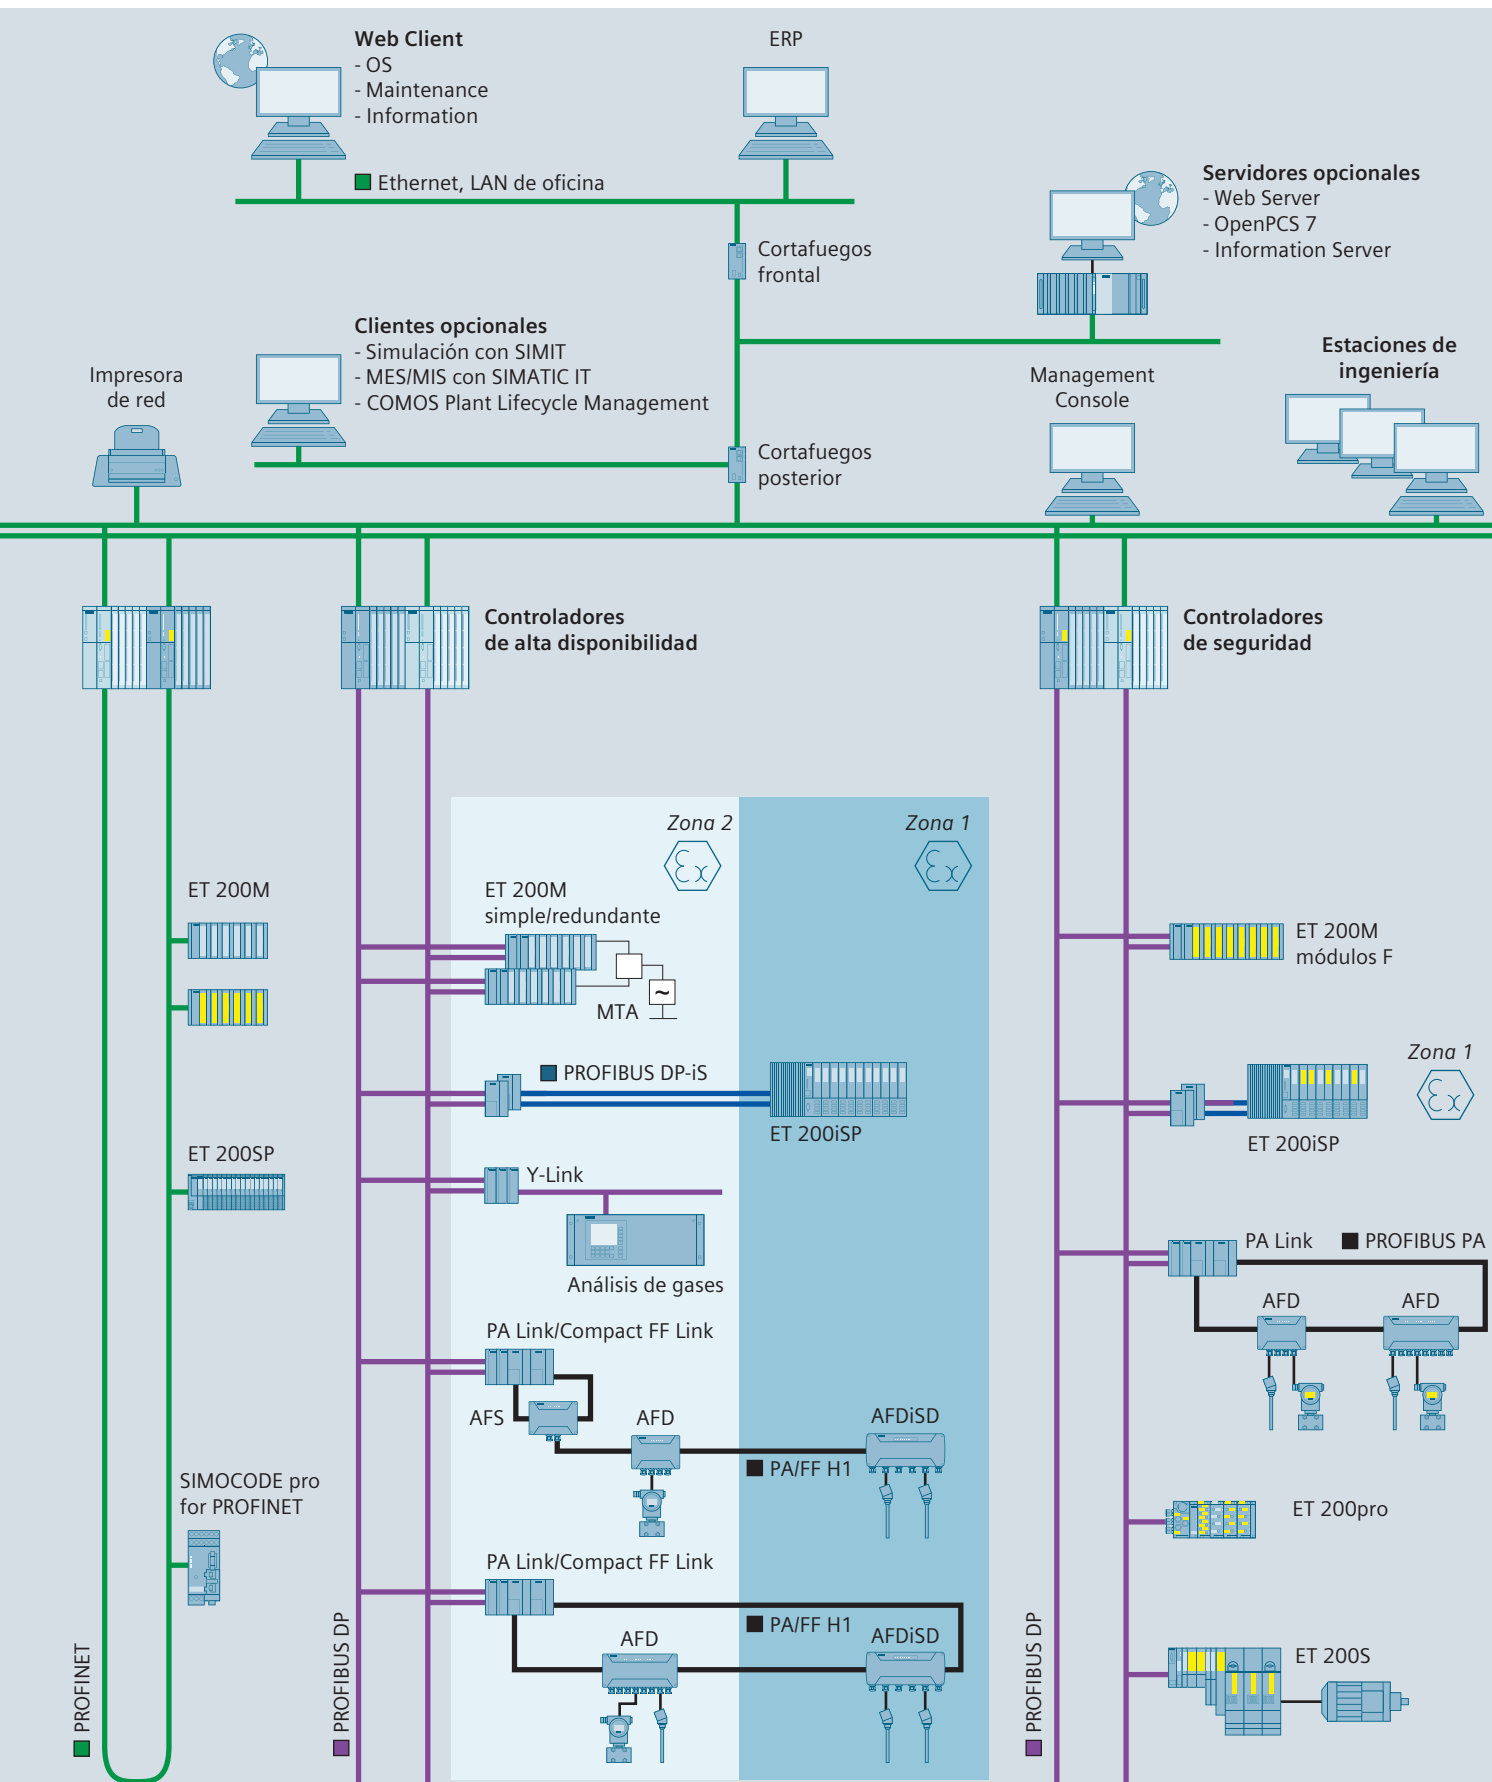 Web Client
- OS
- Maintenance
- Information
ERP
Ethernet, LAN de oficina
Servidores opcionales
- Web Server
- OpenPCS 7
- Information Server
Cortafuegos
frontal
Clientes opcionales
- Simulación con SIMIT
- MES/MIS con SIMATIC IT
- COMOS Plant Lifecycle Management
Impresora
de red
Management
Console
Estaciones de
ingeniería
Cortafuegos
posterior
Controladores
de alta disponibilidad
Controladores
de seguridad
Zona 2
Ex
Zona 1
Ex
ET 200M
ET 200M
simple/redundante
MTA
~
ET 200M
módulos F
PROFIBUS DP-iS
ET 200iSP
Zona 1
Ex
ET 200iSP
ET 200SP
Y-Link
Análisis de gases
PA Link
PROFIBUS PA
AFD
AFD
PA Link/Compact FF Link
AFS
AFD
AFDiSD
PA/FF H1
SIMOCODE pro
for PROFINET
ET 200pro
PA Link/Compact FF Link
PA/FF H1
AFD
AFDiSD
ET 200S
PROFINET
PROFIBUS DP
PROFIBUS DP